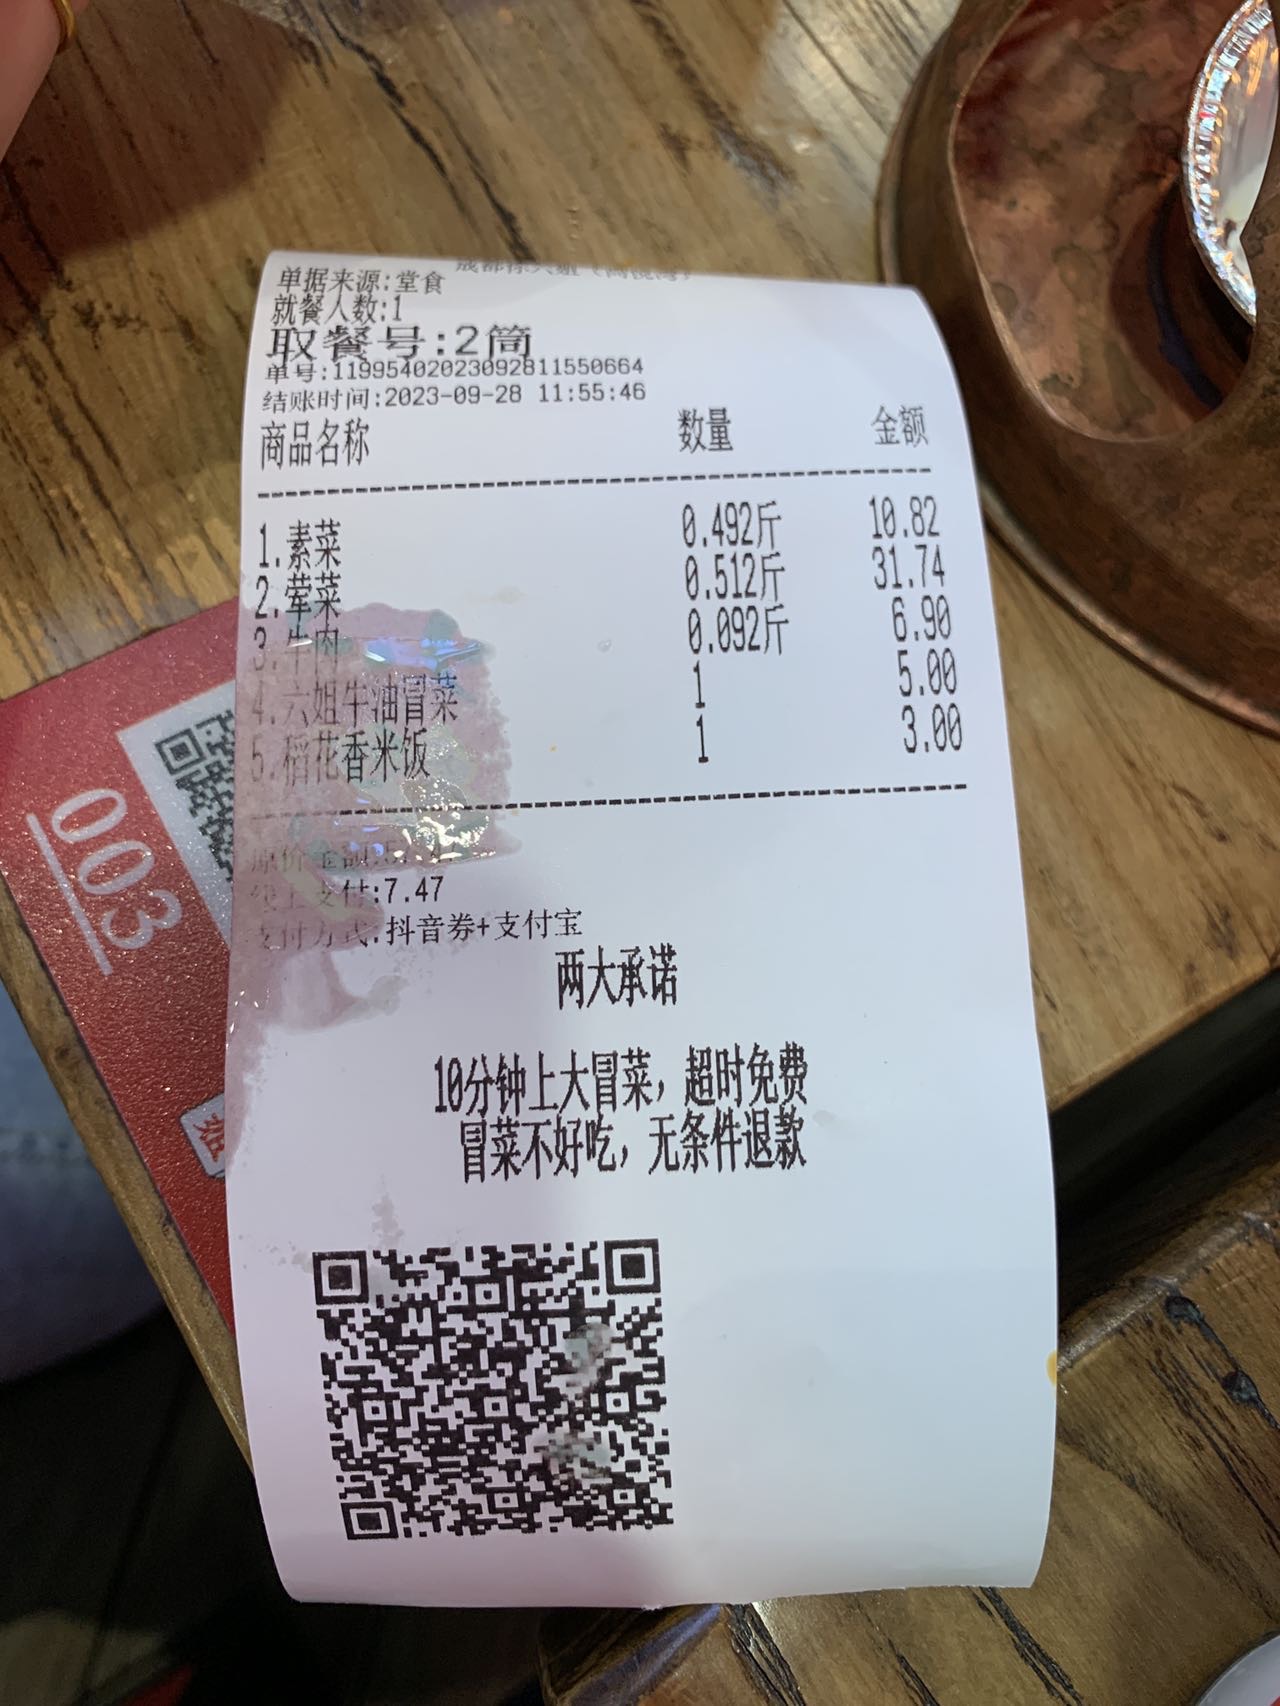 单据来源:堂食
就餐人数:1
取餐号:2筒
单号:11995402023092811550664
结账时间:2023-09-28 11:55:46
商品名称 数量 金额
1.素菜 0.492斤 10.82
2.荤菜 0.512斤 31.74
3.牛肉 0.092斤 6.90
4.六姐牛油冒菜 1 5.00
5.稻花香米饭 1 3.00
原价金额:
线上支付:7.47
支付方式:抖音券+支付宝
两大承诺
10分钟上大冒菜，超时免费
冒菜不好吃，无条件退款
003